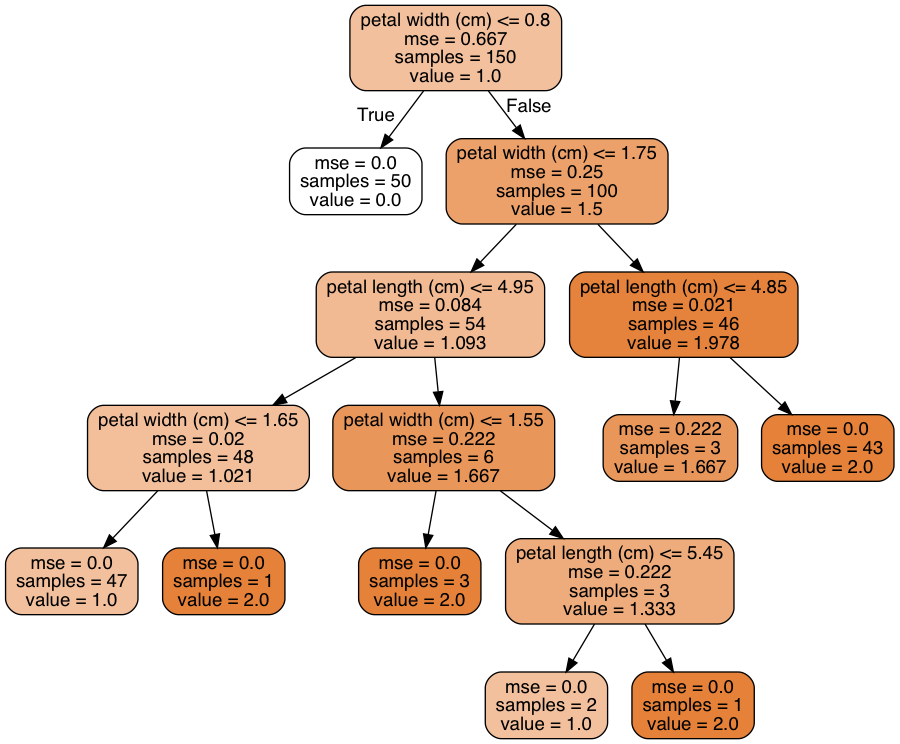 petal width (cm) <= 0.8
mse = 0.667
samples = 150
value = 1.0
True
False
mse = 0.0
samples = 50
value = 0.0
petal width (cm) <= 1.75
mse = 0.25
samples = 100
value = 1.5
petal length (cm) <= 4.95
mse = 0.084
samples = 54
value = 1.093
petal length (cm) <= 4.85
mse = 0.021
samples = 46
value = 1.978
petal width (cm) <= 1.65
mse = 0.02
samples = 48
value = 1.021
petal width (cm) <= 1.55
mse = 0.222
samples = 6
value = 1.667
mse = 0.222
samples = 3
value = 1.667
mse = 0.0
samples = 43
value = 2.0
mse = 0.0
samples = 47
value = 1.0
mse = 0.0
samples = 1
value = 2.0
mse = 0.0
samples = 3
value = 2.0
petal length (cm) <= 5.45
mse = 0.222
samples = 3
value = 1.333
mse = 0.0
samples = 2
value = 1.0
mse = 0.0
samples = 1
value = 2.0